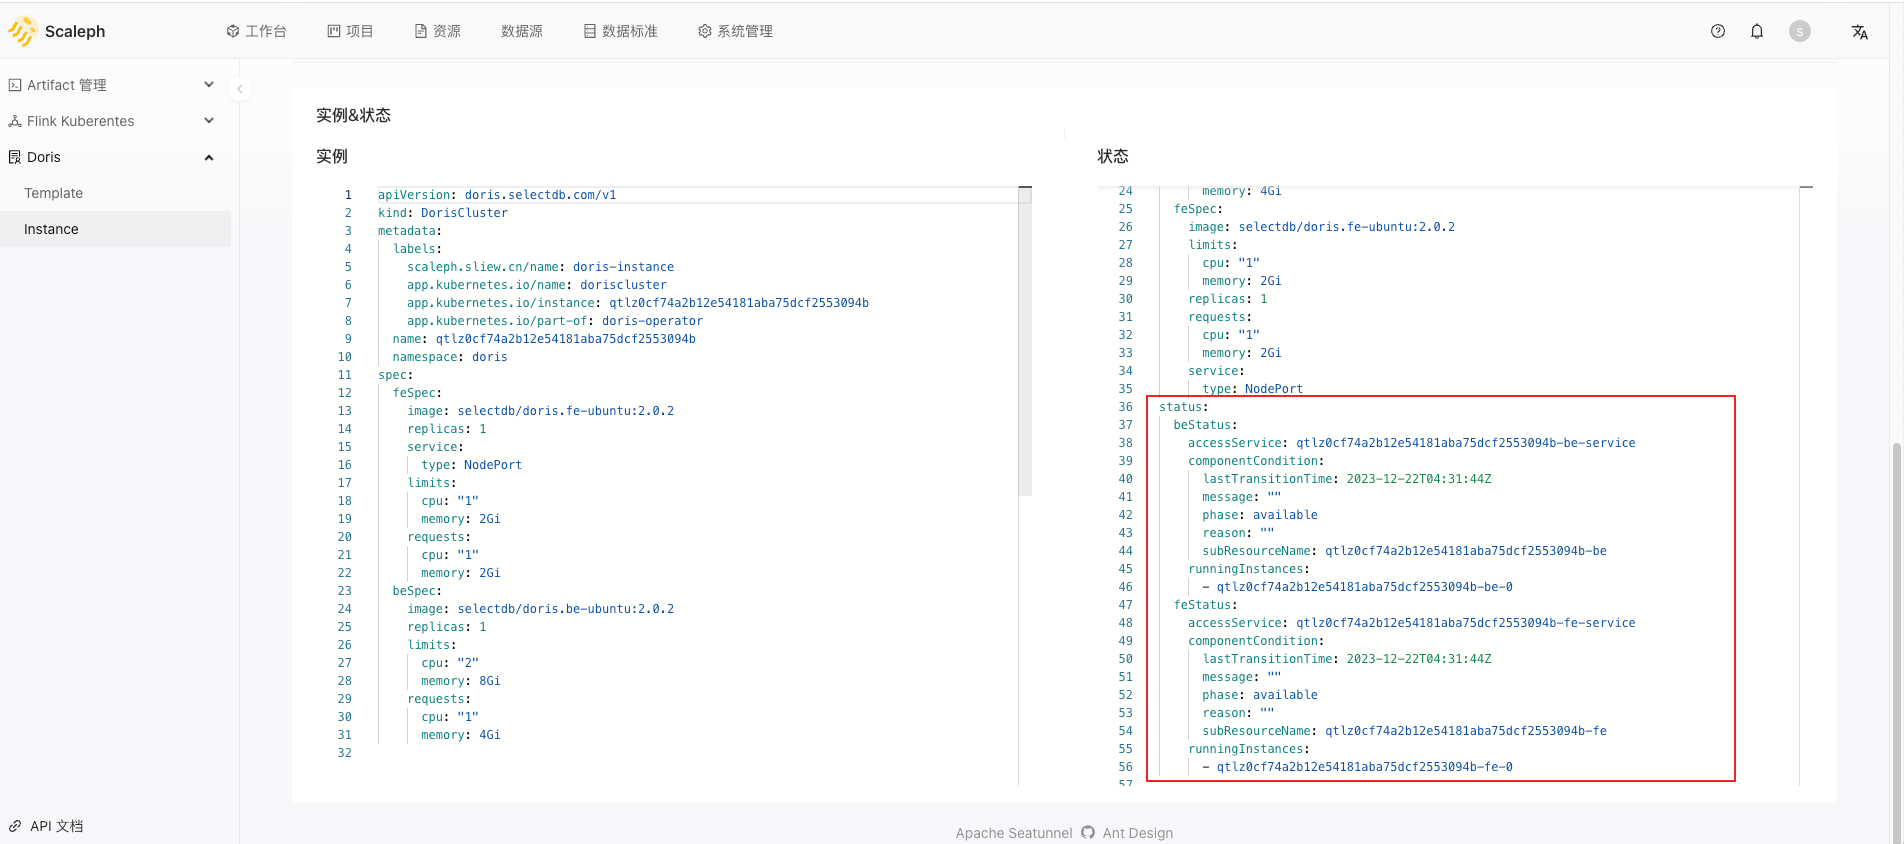 Scaleph
工作台
项目
资源
数据源
数据标准
系统管理
S
Artifact 管理
Flink Kuberentes
Doris
Template
Instance
API 文档
实例&状态
实例
1 apiVersion: doris.selectdb.com/v1
2 kind: DorisCluster
3 metadata:
4 labels:
5 scaleph.sliew.cn/name: doris-instance
6 app.kubernetes.io/name: doriscluster
7 app.kubernetes.io/instance: qtlz0cf74a2b12e54181aba75dcf2553094b
8 app.kubernetes.io/part-of: doris-operator
9 name: qtlz0cf74a2b12e54181aba75dcf2553094b
10 namespace: doris
11 spec:
12 feSpec:
13 image: selectdb/doris.fe-ubuntu:2.0.2
14 replicas: 1
15 service:
16 type: NodePort
17 limits:
18 cpu: "1"
19 memory: 2Gi
20 requests:
21 cpu: "1"
22 memory: 2Gi
23 beSpec:
24 image: selectdb/doris.be-ubuntu:2.0.2
25 replicas: 1
26 limits:
27 cpu: "2"
28 memory: 8Gi
29 requests:
30 cpu: "1"
31 memory: 4Gi
32
状态
24 memory: 4Gi
25 feSpec:
26 image: selectdb/doris.fe-ubuntu:2.0.2
27 limits:
28 cpu: "1"
29 memory: 2Gi
30 replicas: 1
31 requests:
32 cpu: "1"
33 memory: 2Gi
34 service:
35 type: NodePort
36 status:
37 beStatus:
38 accessService: qtlz0cf74a2b12e54181aba75dcf2553094b-be-service
39 componentCondition:
40 lastTransitionTime: 2023-12-22T04:31:44Z
41 message: ""
42 phase: available
43 reason: ""
44 subResourceName: qtlz0cf74a2b12e54181aba75dcf2553094b-be
45 runningInstances:
46 - qtlz0cf74a2b12e54181aba75dcf2553094b-be-0
47 feStatus:
48 accessService: qtlz0cf74a2b12e54181aba75dcf2553094b-fe-service
49 componentCondition:
50 lastTransitionTime: 2023-12-22T04:31:44Z
51 message: ""
52 phase: available
53 reason: ""
54 subResourceName: qtlz0cf74a2b12e54181aba75dcf2553094b-fe
55 runningInstances:
56 - qtlz0cf74a2b12e54181aba75dcf2553094b-fe-0
57
Apache Seatunnel Ant Design